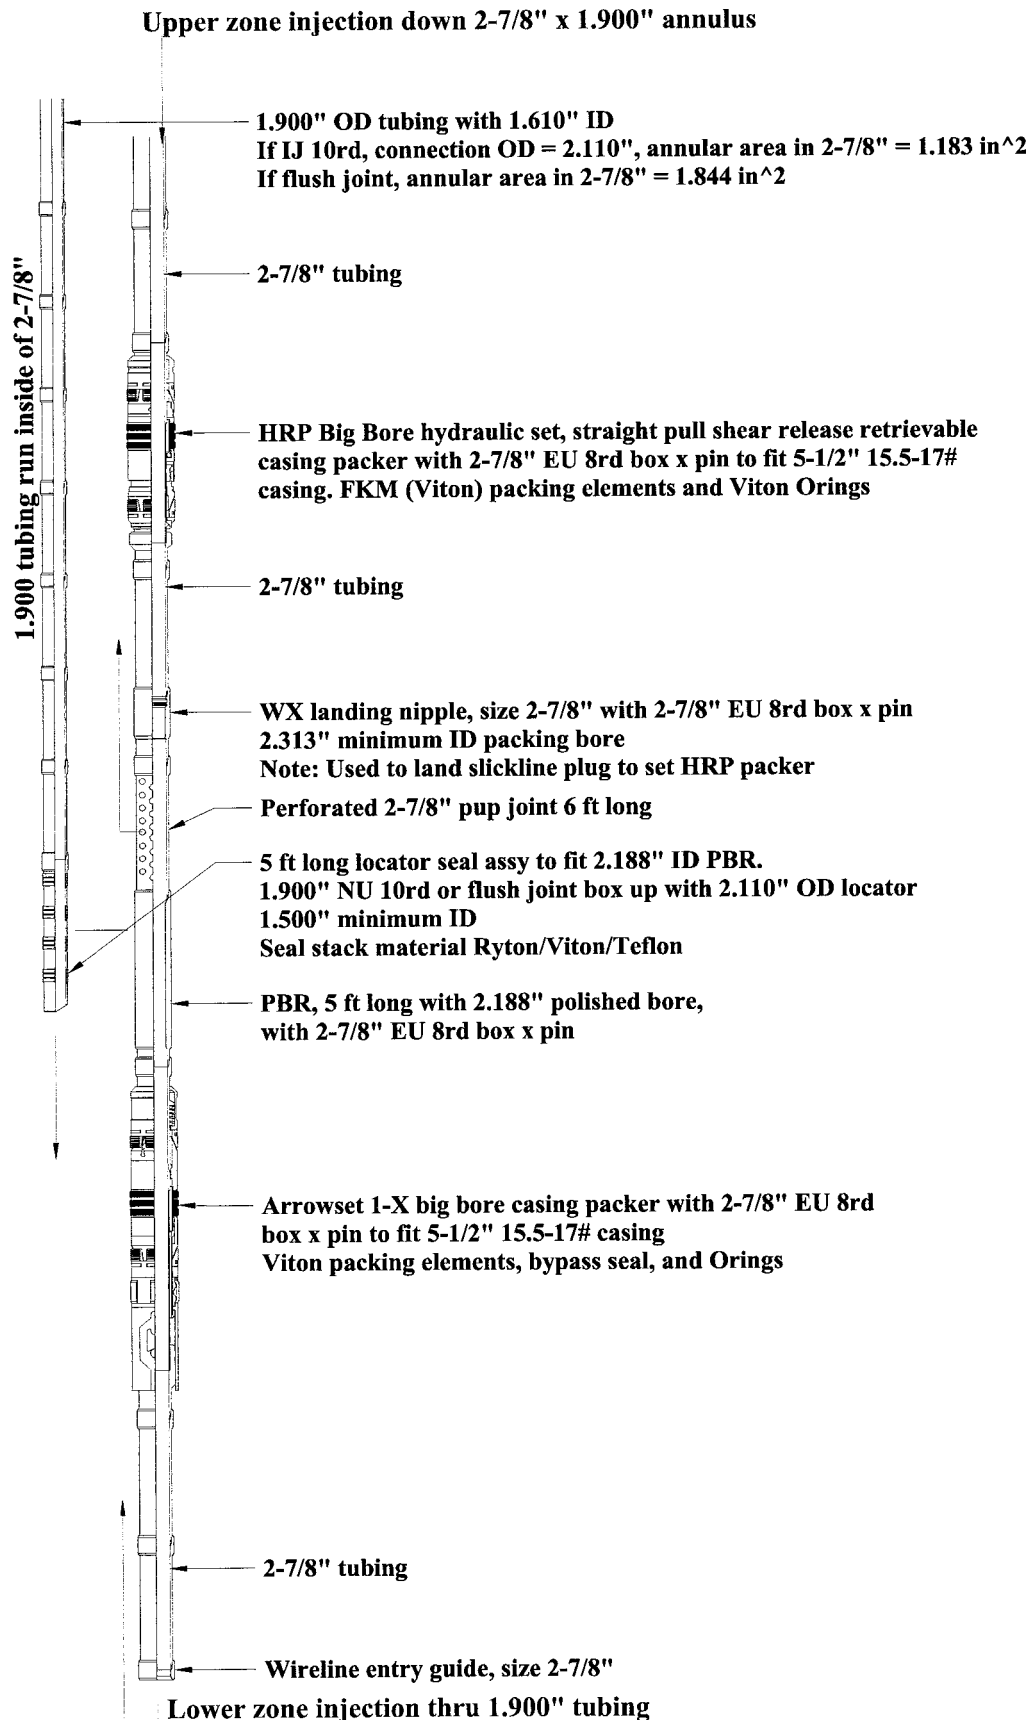 Upper zone injection down 2-7/8" x 1.900" annulus
1.900" OD tubing with 1.610" ID
If IJ 10rd, connection OD = 2.110", annular area in 2-7/8" = 1.183 in^2
If flush joint, annular area in 2-7/8" = 1.844 in^2
1.900 tubing run inside of 2-7/8"
2-7/8" tubing
HRP Big Bore hydraulic set, straight pull shear release retrievable
casing packer with 2-7/8" EU 8rd box x pin to fit 5-1/2" 15.5-17#
casing. FKM (Viton) packing elements and Viton Orings
2-7/8" tubing
WX landing nipple, size 2-7/8" with 2-7/8" EU 8rd box x pin
2.313" minimum ID packing bore
Note: Used to land slickline plug to set HRP packer
Perforated 2-7/8" pup joint 6 ft long
5 ft long locator seal assy to fit 2.188" ID PBR.
1.900" NU 10rd or flush joint box up with 2.110" OD locator
1.500" minimum ID
Seal stack material Ryton/Viton/Teflon
PBR, 5 ft long with 2.188" polished bore,
with 2-7/8" EU 8rd box x pin
Arrowset 1-X big bore casing packer with 2-7/8" EU 8rd
box x pin to fit 5-1/2" 15.5-17# casing
Viton packing elements, bypass seal, and Orings
2-7/8" tubing
Wireline entry guide, size 2-7/8"
Lower zone injection thru 1.900" tubing